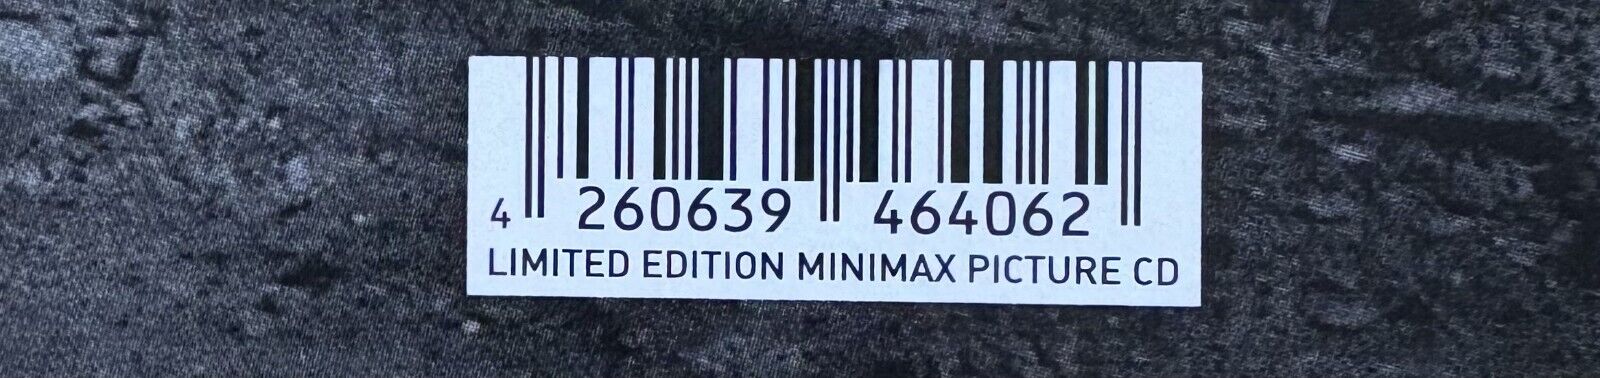 4 260639 464062
LIMITED EDITION MINIMAX PICTURE CD